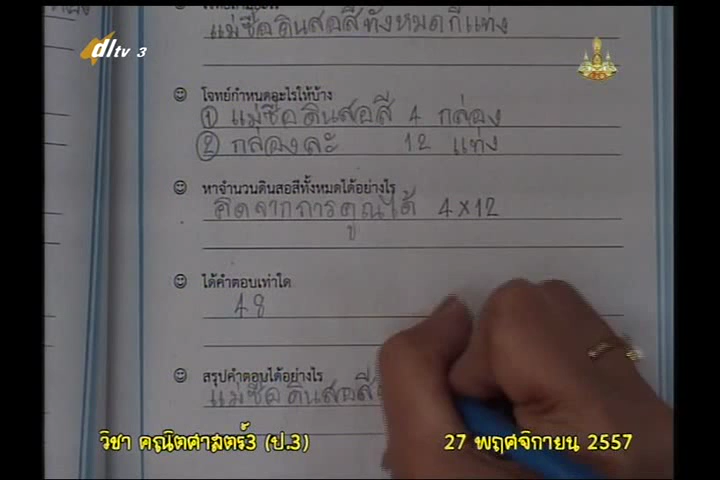 dltv 3
แม่ซื้อดินสอสีทั้งหมดกี่แท่ง
โจทย์กำหนดอะไรให้บ้าง
① แม่ซื้อดินสอสี 4 กล่อง
② กล่องละ 12 แท่ง
หาจำนวนดินสอสีทั้งหมดได้อย่างไร
คิดจากการคูณได้ 4×12
ได้คำตอบเท่าใด
48
สรุปคำตอบได้อย่างไร
แม่ซื้อดินสอสี
วิชา คณิตศาสตร์3 (ป.3)
27 พฤศจิกายน 2557